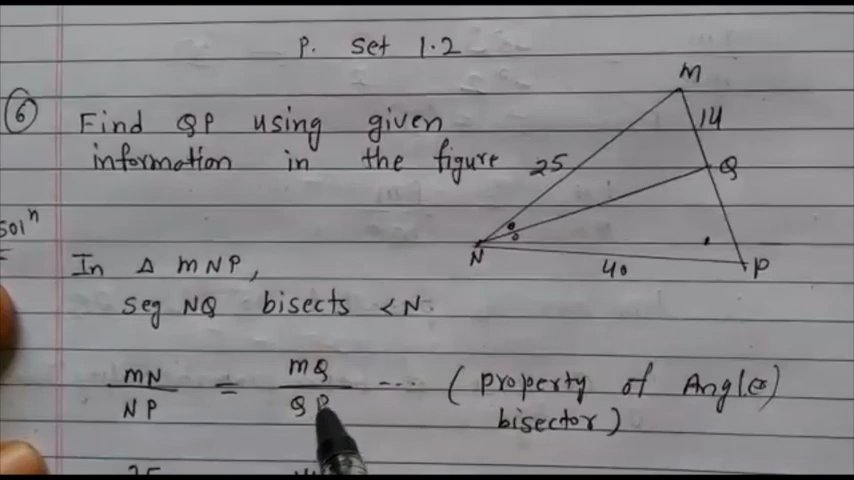 P. Set 1.2
6 Find QP using given
information in the figure
M
14
25
Q
N
40
P
Solⁿ
In Δ MNP,
seg NQ bisects <N.
MN = MQ ... (property of Angle
NP QP bisector)
25